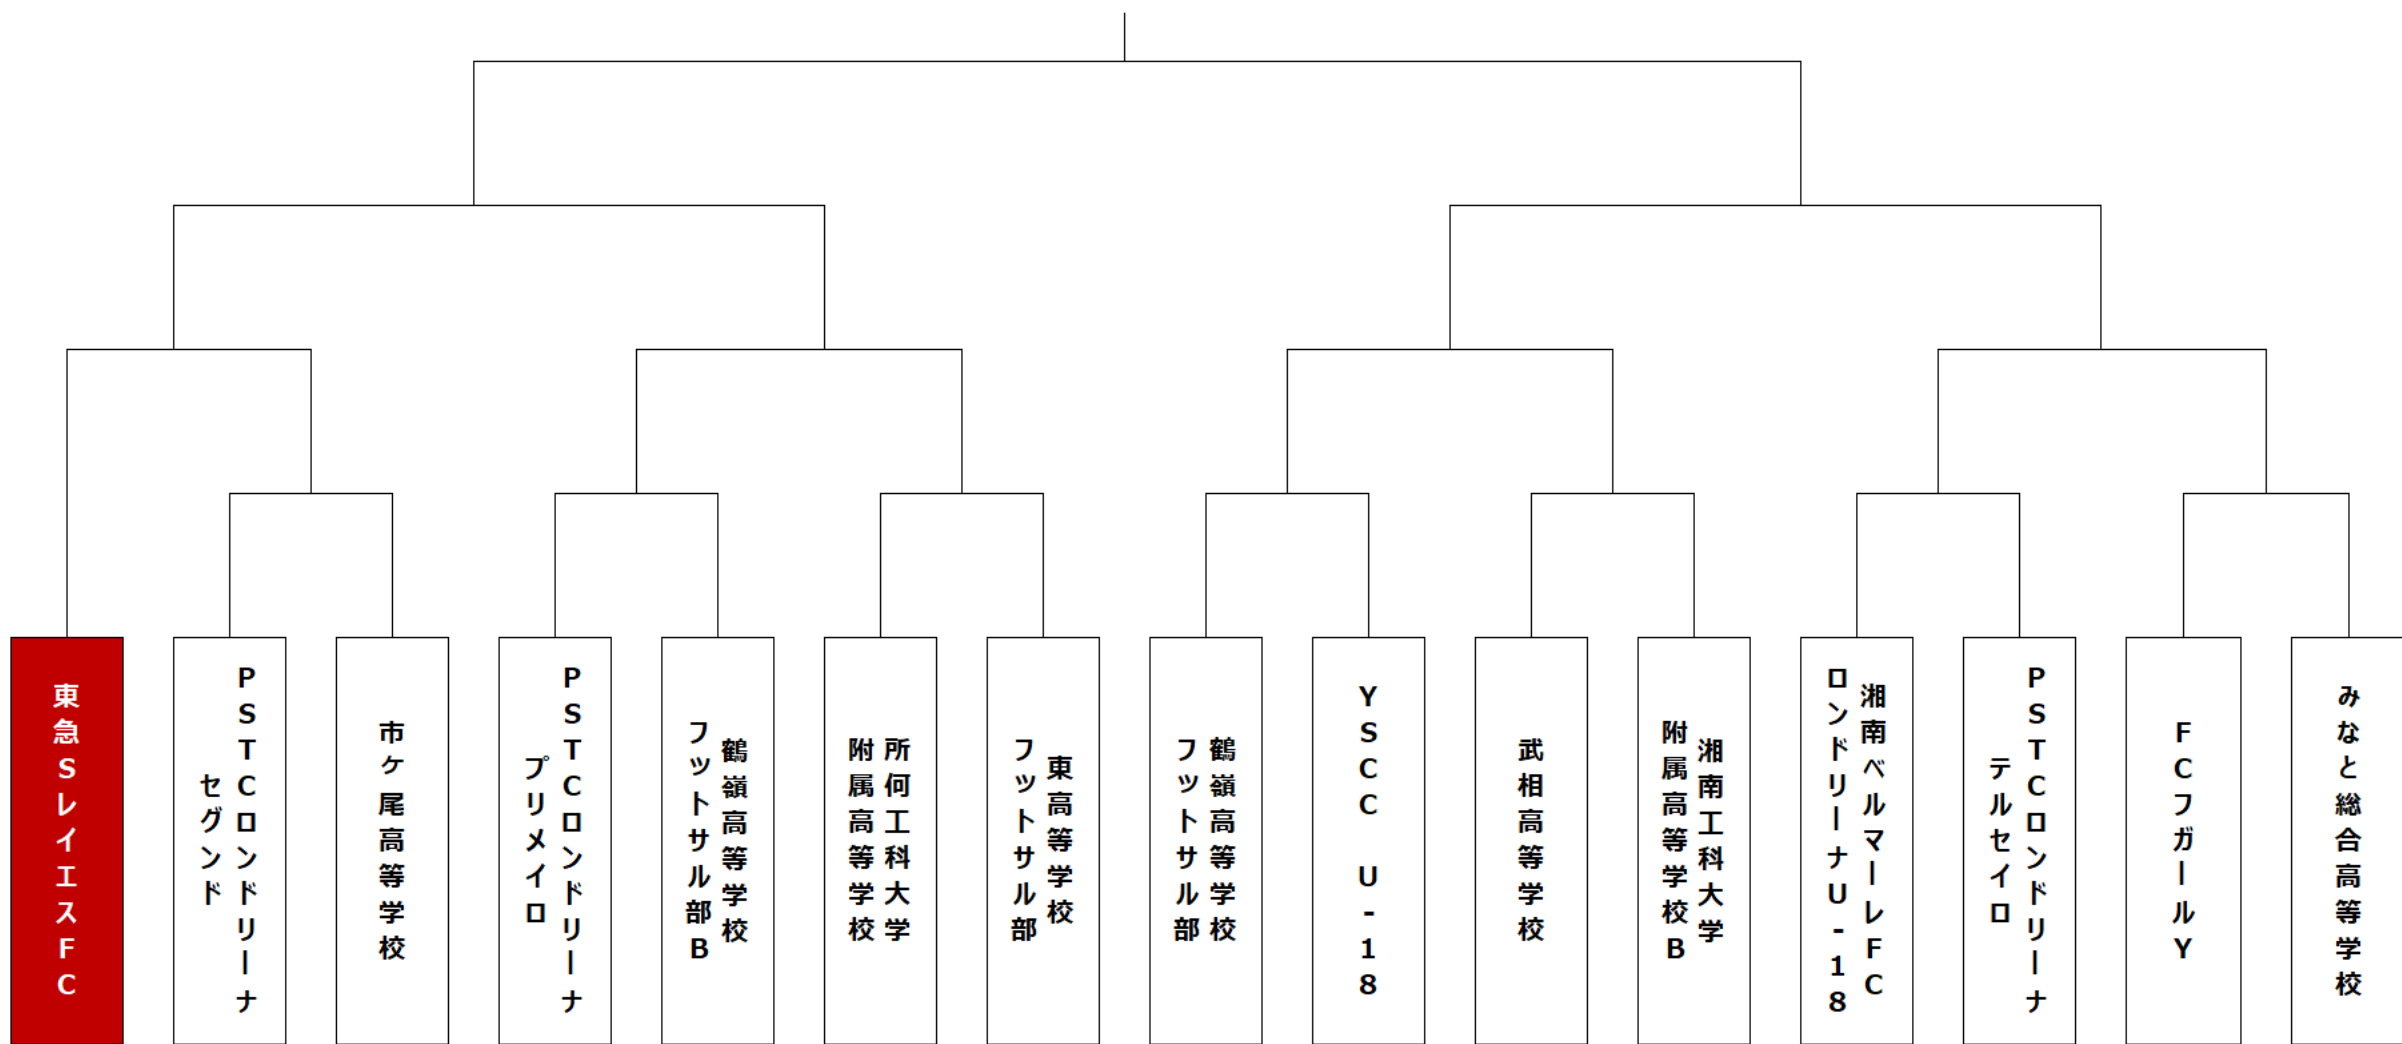 東急SレイエスFC
PSTCロンドリーナ
セグンド
市ケ尾高等学校
PSTCロンドリーナ
プリメイロ
鶴嶺高等学校
フットサル部B
所何工科大学
附属高等学校
東高等学校
フットサル部
鶴嶺高等学校
フットサル部
YSCC U-18
武相高等学校
湘南工科大学
附属高等学校B
湘南ベルマーレFC
ロンドリーナU-18
PSTCロンドリーナ
テルセイロ
FCフガールY
みなと総合高等学校